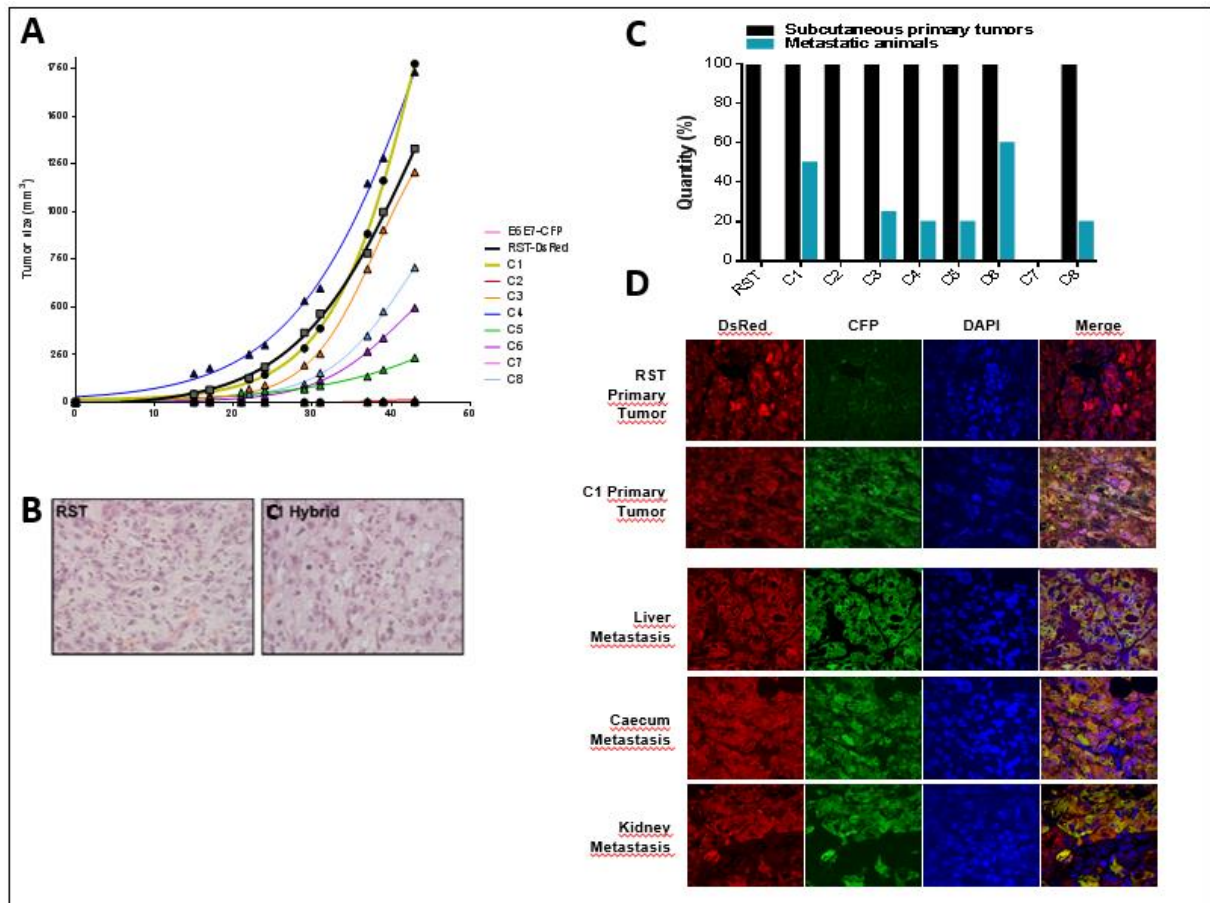 A
1750
1500
1250
1000
750
500
250
0
Tumor size (mm³)
0 10 20 30 40 50 60
E6E7-CFP
RST-DsRed
C1
C2
C3
C4
C5
C6
C7
C8
B
RST
C1 Hybrid
C
Subcutaneous primary tumors
Metastatic animals
100
80
60
40
20
0
Quantity (%)
RST C1 C2 C3 C4 C5 C6 C7 C8
D
DsRed CFP DAPI Merge
RST
Primary
Tumor
C1 Primary
Tumor
Liver
Metastasis
Caecum
Metastasis
Kidney
Metastasis